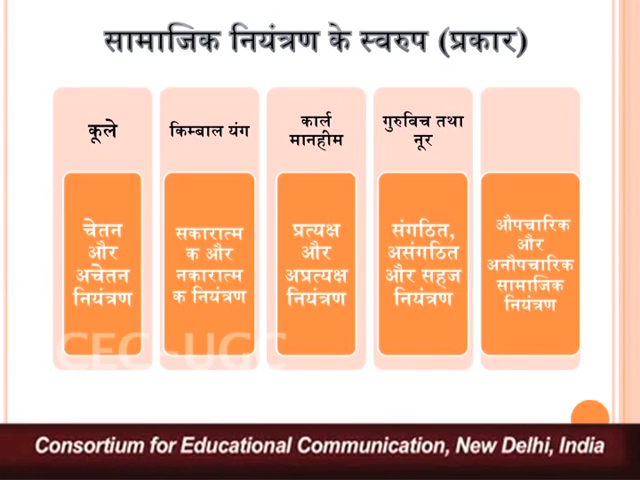 सामाजिक नियंत्रण के स्वरुप (प्रकार)
कूले
किम्बाल यंग
कार्ल
मानहीम
गुरुविच तथा
नूर
चेतन
और
अचेतन
नियंत्रण
सकारात्म
क और
नकारात्म
क नियंत्रण
प्रत्यक्ष
और
अप्रत्यक्ष
नियंत्रण
संगठित,
असंगठित
और सहज
नियंत्रण
औपचारिक
और
अनौपचारिक
सामाजिक
नियंत्रण
CEC-UGC
Consortium for Educational Communication, New Delhi, India